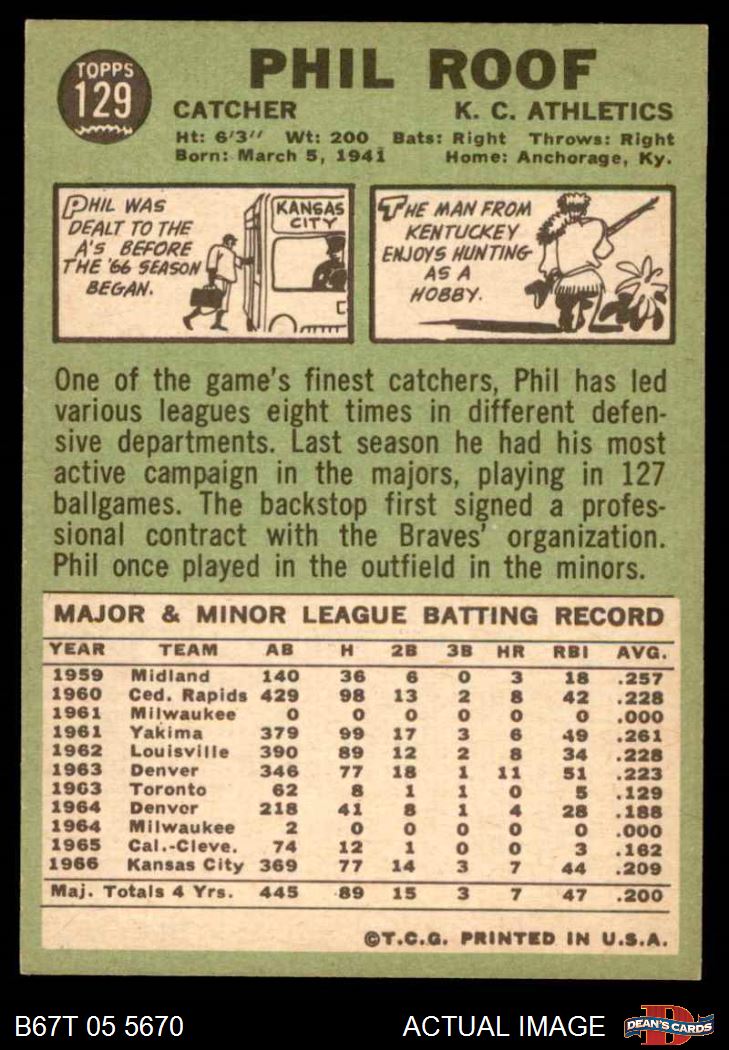 TOPPS
129
PHIL ROOF
CATCHER K. C. ATHLETICS
Ht: 6'3" Wt: 200 Bats: Right Throws: Right
Born: March 5, 1941 Home: Anchorage, Ky.
PHIL WAS
DEALT TO THE
A'S BEFORE
THE '66 SEASON
BEGAN.
KANSAS
CITY
THE MAN FROM
KENTUCKEY
ENJOYS HUNTING
AS A
HOBBY.
One of the game's finest catchers, Phil has led
various leagues eight times in different defen-
sive departments. Last season he had his most
active campaign in the majors, playing in 127
ballgames. The backstop first signed a profes-
sional contract with the Braves' organization.
Phil once played in the outfield in the minors.
MAJOR & MINOR LEAGUE BATTING RECORD
YEAR TEAM AB H 2B 3B HR RBI AVG.
1959 Midland 140 36 6 0 3 18 .257
1960 Ced. Rapids 429 98 13 2 8 42 .228
1961 Milwaukee 0 0 0 0 0 0 .000
1961 Yakima 379 99 17 3 6 49 .261
1962 Louisville 390 89 12 2 8 34 .228
1963 Denver 346 77 18 1 11 51 .223
1963 Toronto 62 8 1 1 0 5 .129
1964 Denver 218 41 8 1 4 28 .188
1964 Milwaukee 2 0 0 0 0 0 .000
1965 Cal.-Cleve. 74 12 1 0 0 3 .162
1966 Kansas City 369 77 14 3 7 44 .209
Maj. Totals 4 Yrs. 445 89 15 3 7 47 .200
©T.C.G. PRINTED IN U.S.A.
B67T 05 5670 ACTUAL IMAGE
D
DEAN'S CARDS